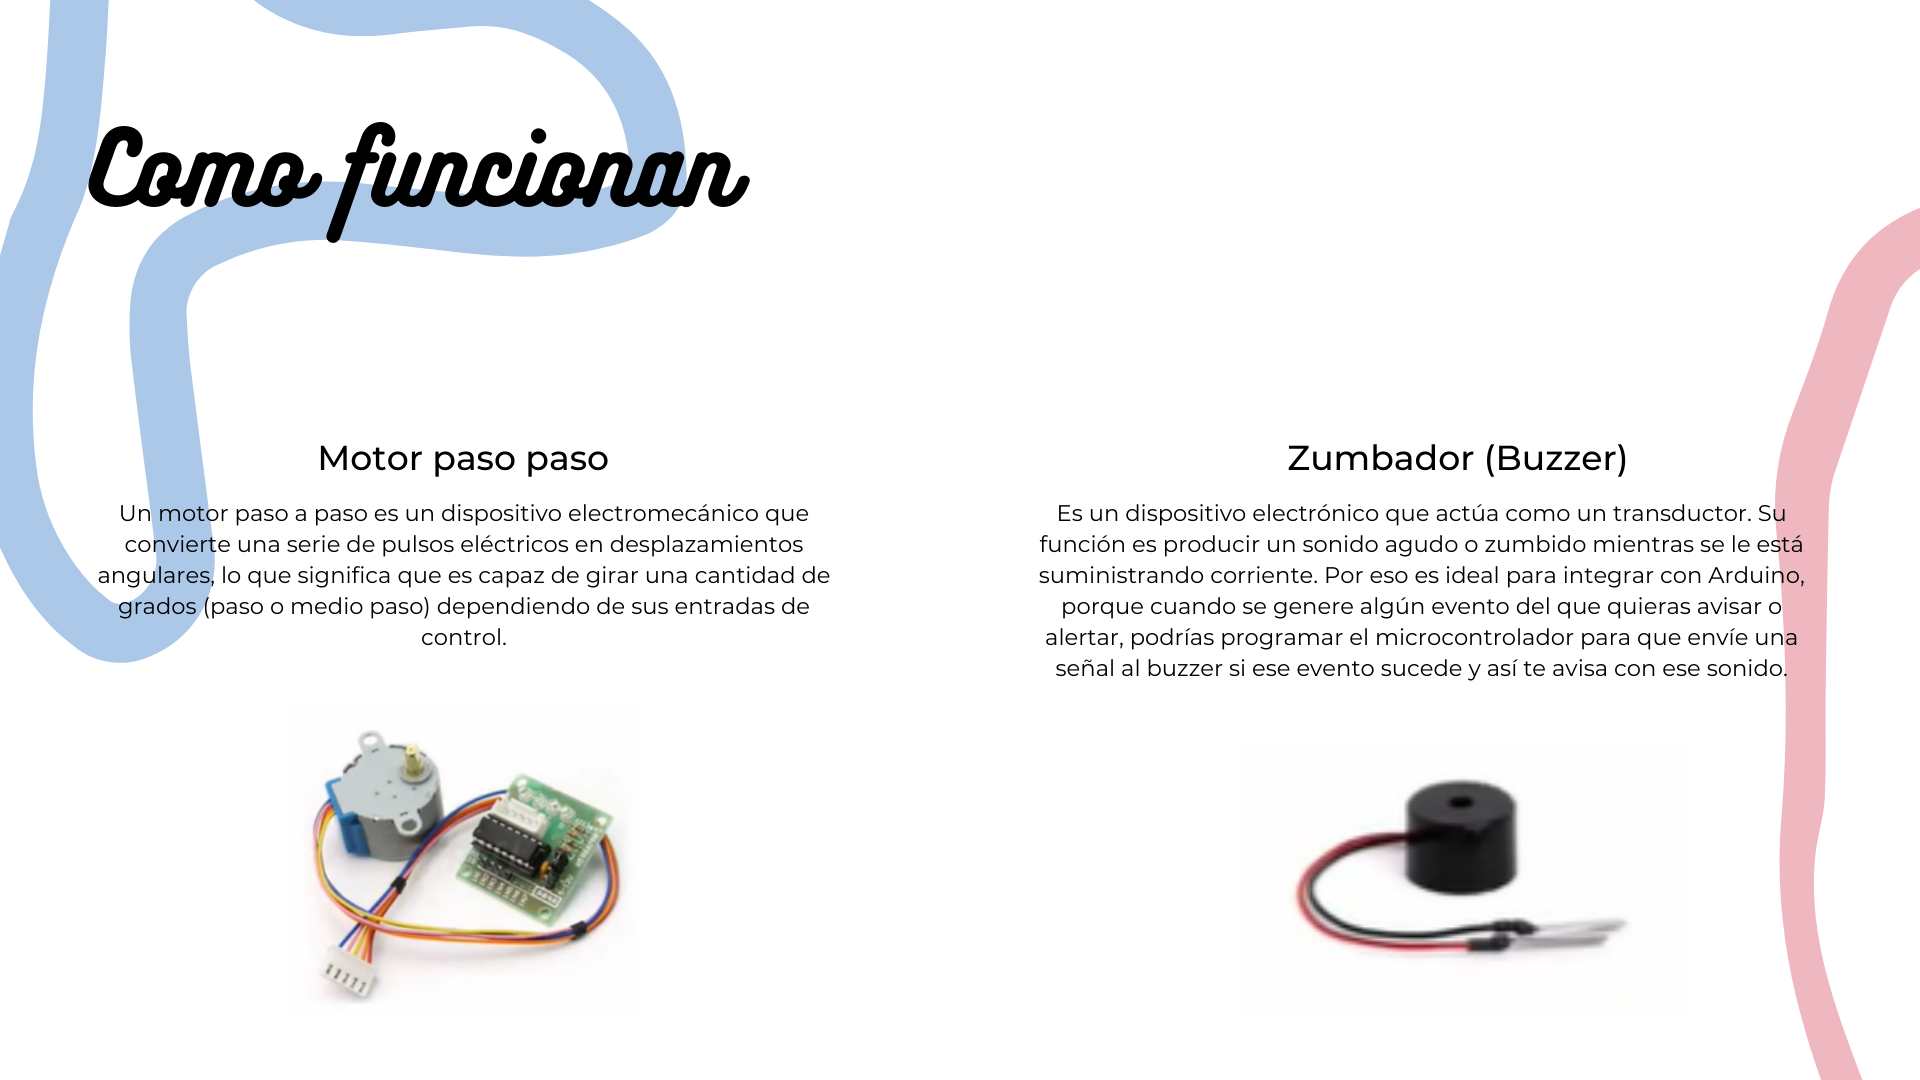 Como funcionan
Motor paso paso
Un motor paso a paso es un dispositivo electromecánico que
convierte una serie de pulsos eléctricos en desplazamientos
angulares, lo que significa que es capaz de girar una cantidad de
grados (paso o medio paso) dependiendo de sus entradas de
control.
Zumbador (Buzzer)
Es un dispositivo electrónico que actúa como un transductor. Su
función es producir un sonido agudo o zumbido mientras se le está
suministrando corriente. Por eso es ideal para integrar con Arduino,
porque cuando se genere algún evento del que quieras avisar o
alertar, podrías programar el microcontrolador para que envíe una
señal al buzzer si ese evento sucede y así te avisa con ese sonido.